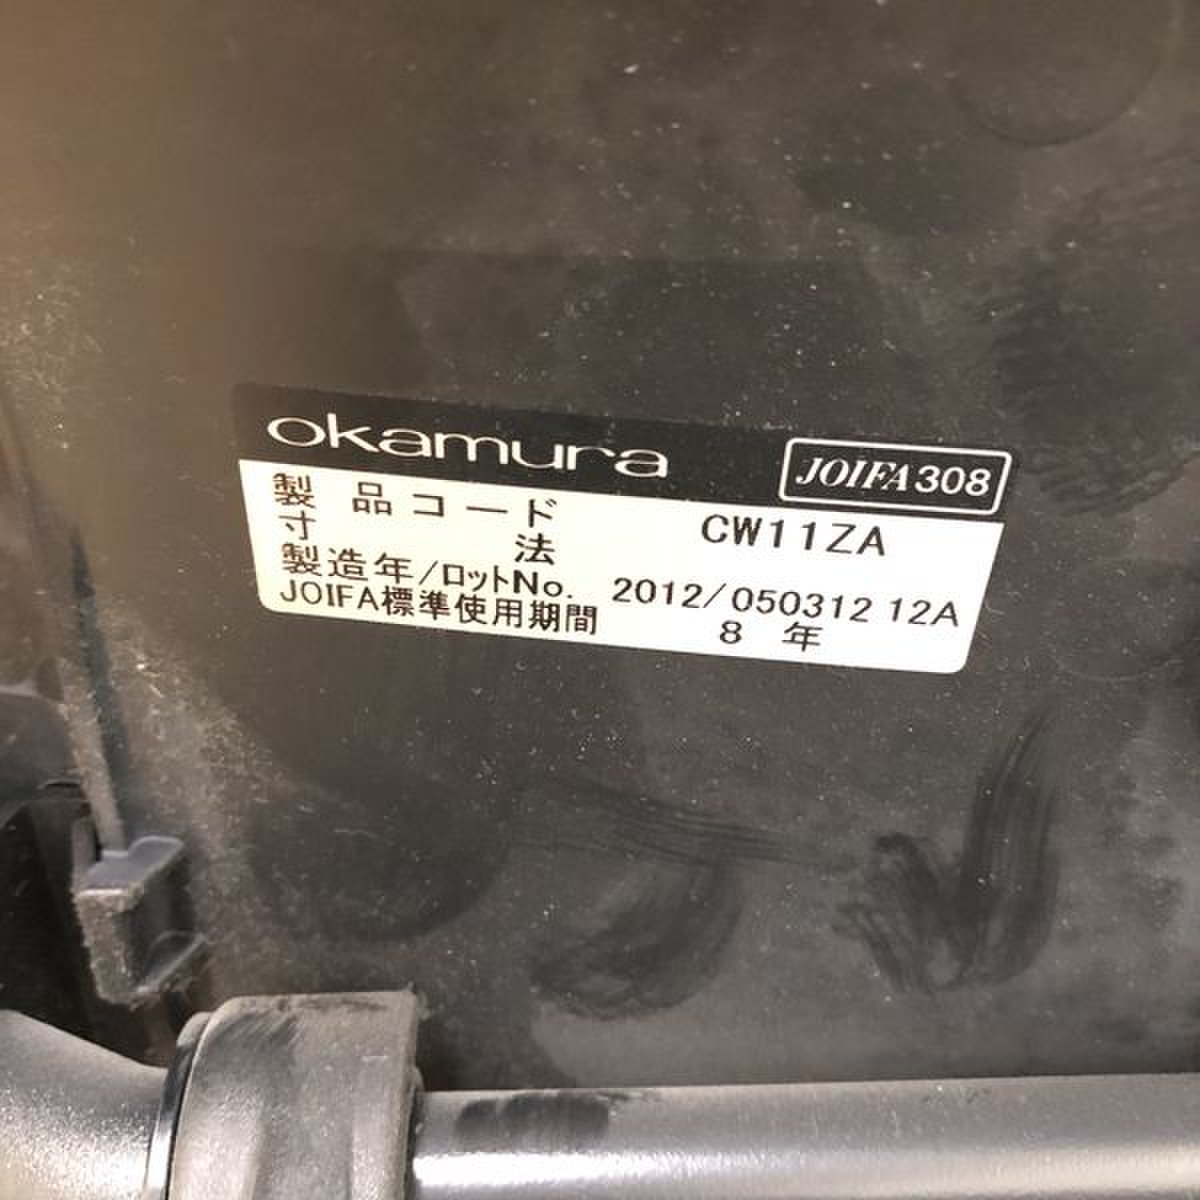 okamura JOIFA308
製品コード CW11ZA
寸法
製造年/ロットNo. 2012/050312 12A
JOIFA標準使用期間 8年